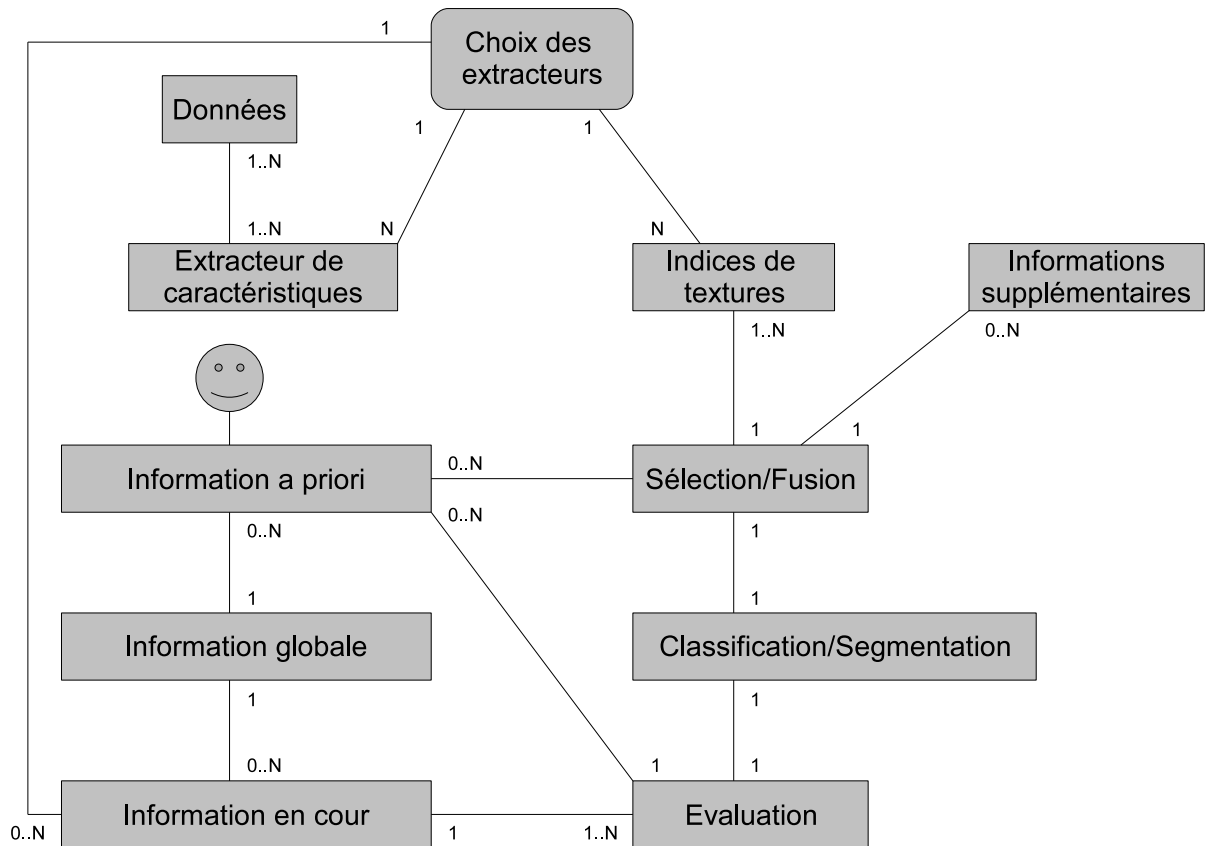 1
Choix des
extracteurs
Données
1
1
1..N
1..N
N
N
Extracteur de
caractéristiques
Indices de
textures
Informations
supplémentaires
1..N
0..N
1
1
Information a priori
0..N
Sélection/Fusion
0..N
0..N
1
1
1
Information globale
Classification/Segmentation
1
1
0..N
1
1
Information en cour
Evaluation
0..N
1
1..N